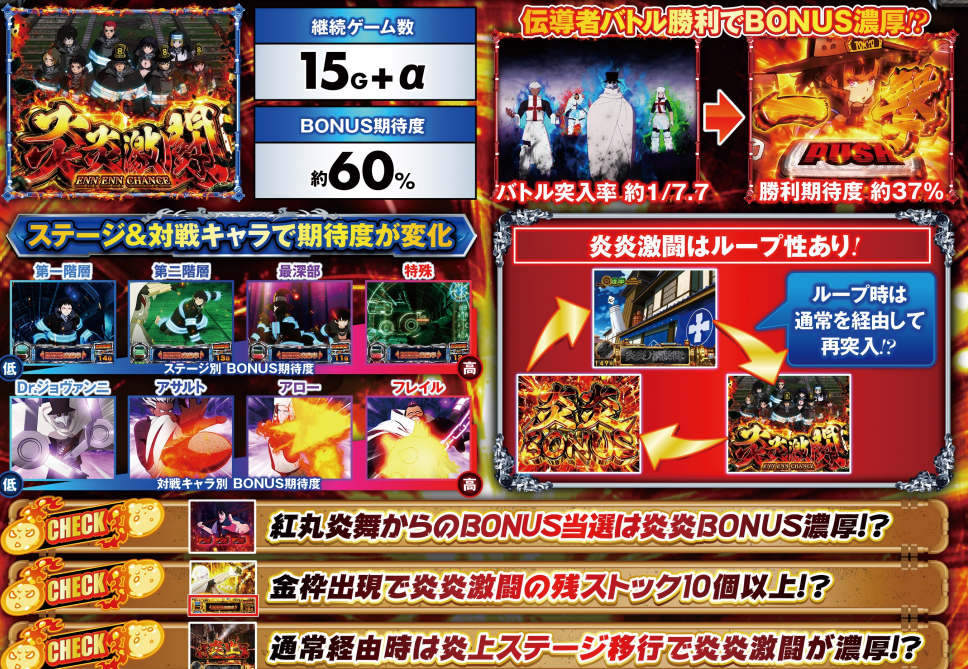 炎炎激闘
ENN ENN CHANCE
継続ゲーム数
15G+α
BONUS期待度
約60%
伝導者バトル勝利でBONUS濃厚!?
一撃
PUSH
バトル突入率 約1/7.7
勝利期待度 約37%
ステージ&対戦キャラで期待度が変化
第一階層
第二階層
最深部
特殊
14G
13G
11G
低
ステージ別 BONUS期待度
高
Dr.ジョヴァンニ
アサルト
アロー
フレイル
低
対戦キャラ別 BONUS期待度
高
炎炎激闘はループ性あり!
ループ時は
通常を経由して
再突入!?
炎炎
BONUS
炎炎激闘
ENN ENN CHANCE
CHECK
紅丸炎舞からのBONUS当選は炎炎BONUS濃厚!?
CHECK
金枠出現で炎炎激闘の残ストック10個以上!?
CHECK
炎上
通常経由時は炎上ステージ移行で炎炎激闘が濃厚!?